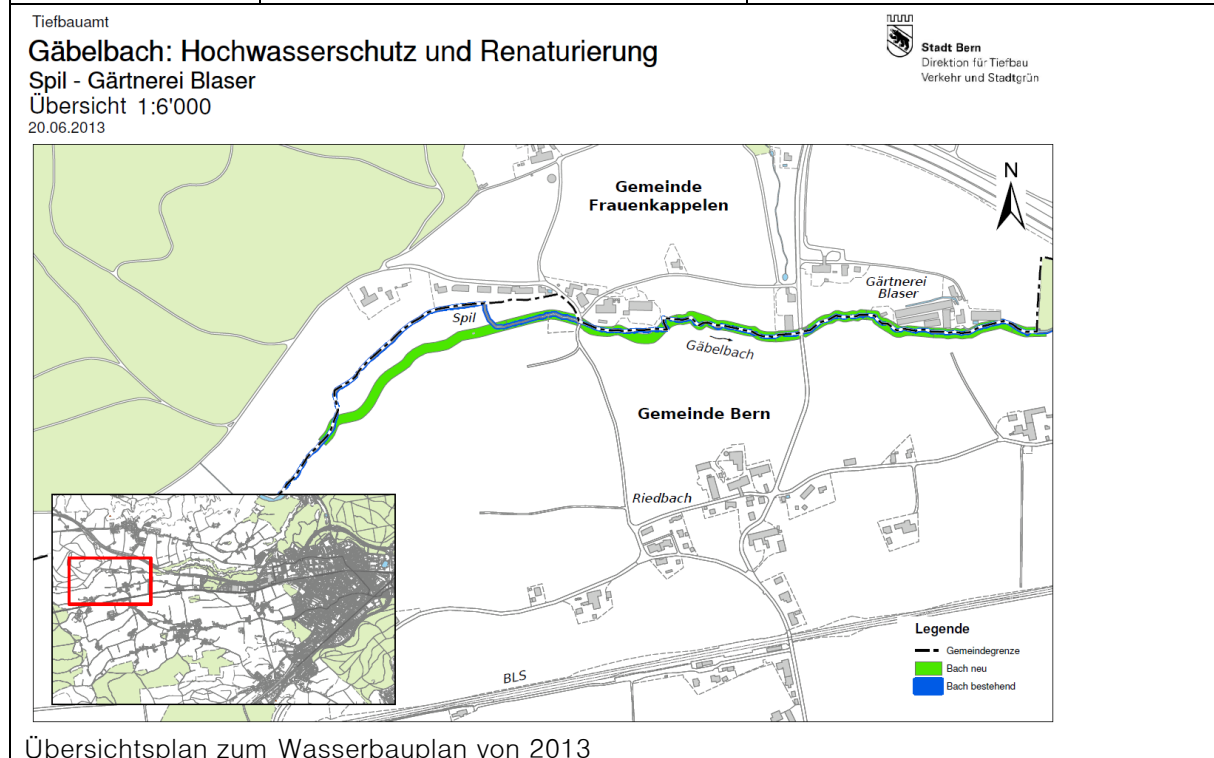 Tiefbauamt
Gäbelbach: Hochwasserschutz und Renaturierung
Spil - Gärtnerei Blaser
Übersicht 1:6'000
20.06.2013
Stadt Bern
Direktion für Tiefbau
Verkehr und Stadtgrün
N
Gemeinde
Frauenkappelen
Gärtnerei
Blaser
Spil
Gäbelbach
Gemeinde Bern
Riedbach
BLS
Legende
Gemeindegrenze
Bach neu
Bach bestehend
Übersichtsplan zum Wasserbauplan von 2013